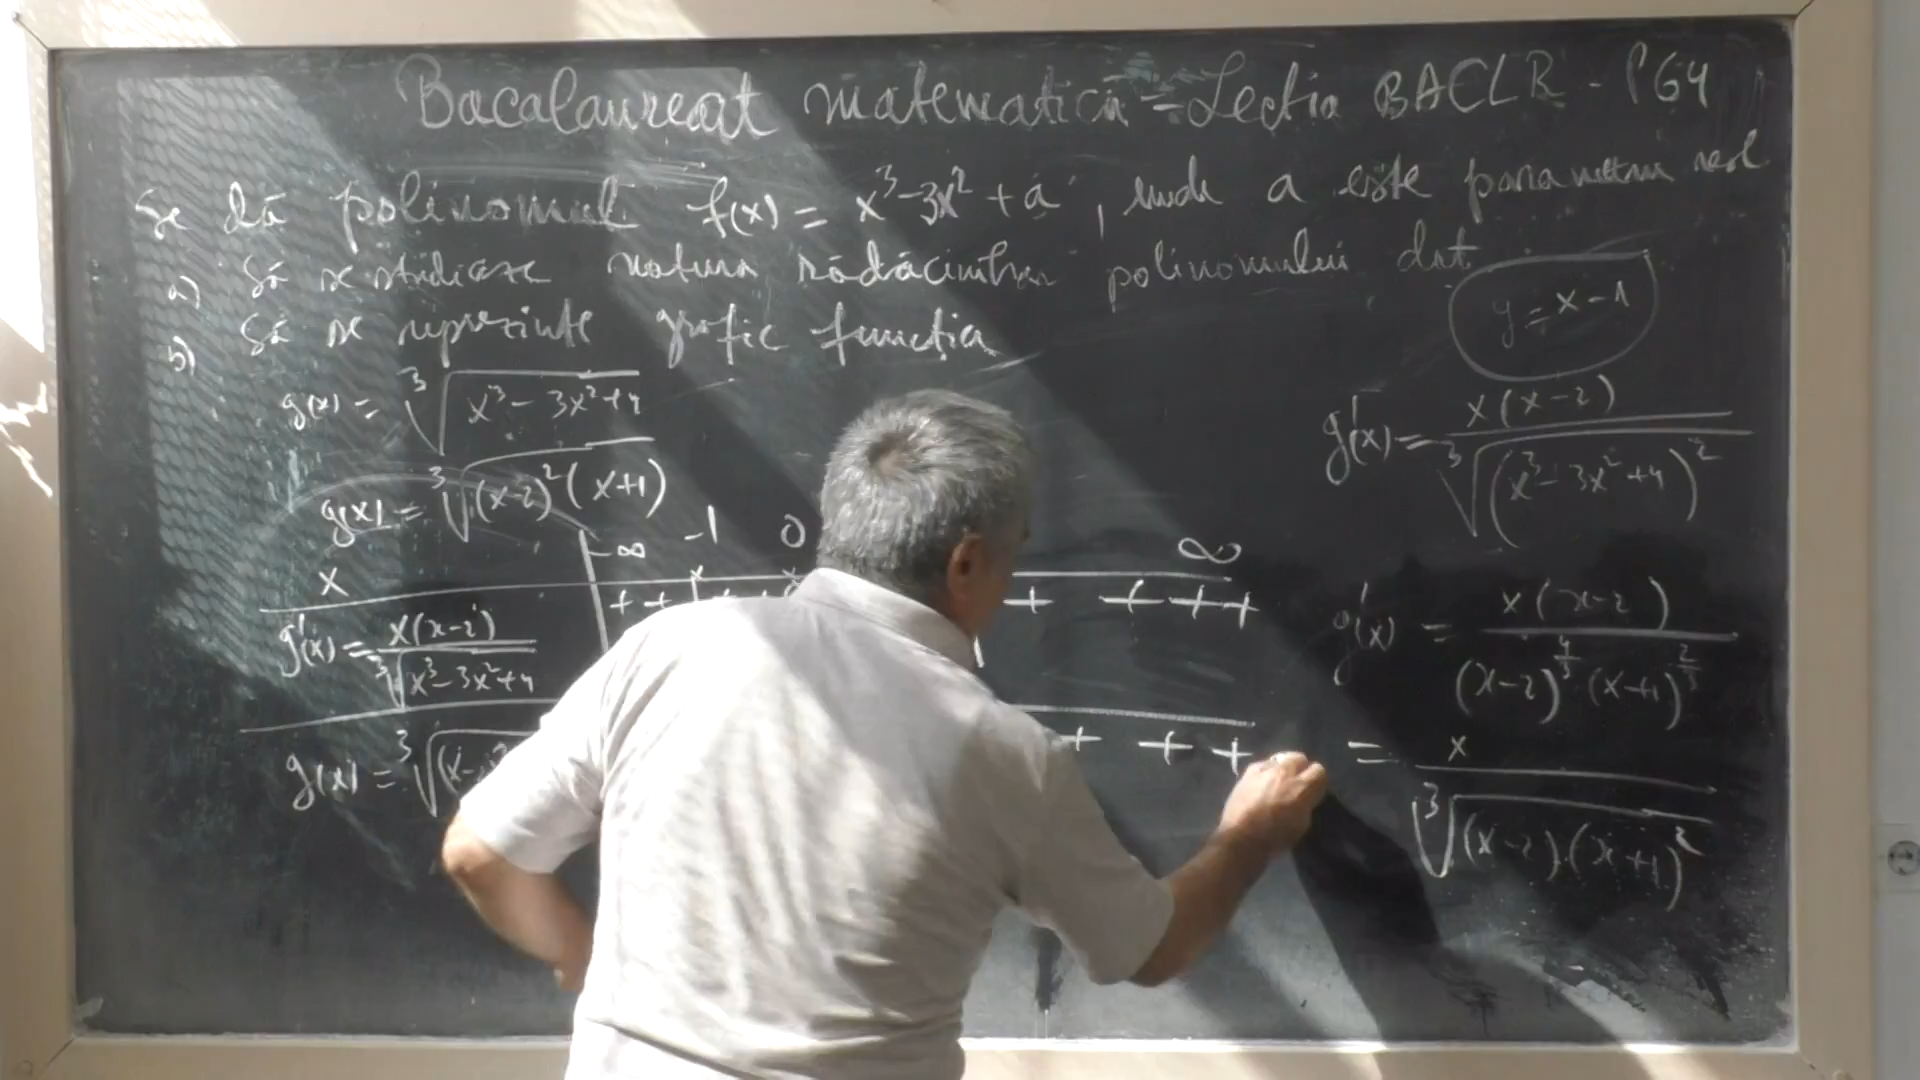 Bacalaureat matematică - Lecția BACLR - P64
Se dă polinomul f(x) = x³-3x²+a, unde a este parametru real
a) Să se studieze natura rădăcinilor polinomului dat
b) Să se reprezinte grafic funcția
y = x-1
g(x) = ∛(x³-3x²+4)
g(x) = ∛((x-2)²(x+1))
g'(x) = x(x-2) / ∛((x³-3x²+4)²)
x -∞ -1 0 ∞
g'(x) = x(x-2) / ∛(x³-3x²+4) + + + + + + +
g'(x) = x(x-2) / (x-2)^(4/3) (x+1)^(2/3)
g(x) = ∛((x- + + +
= x / ∛((x-2).(x+1)²)